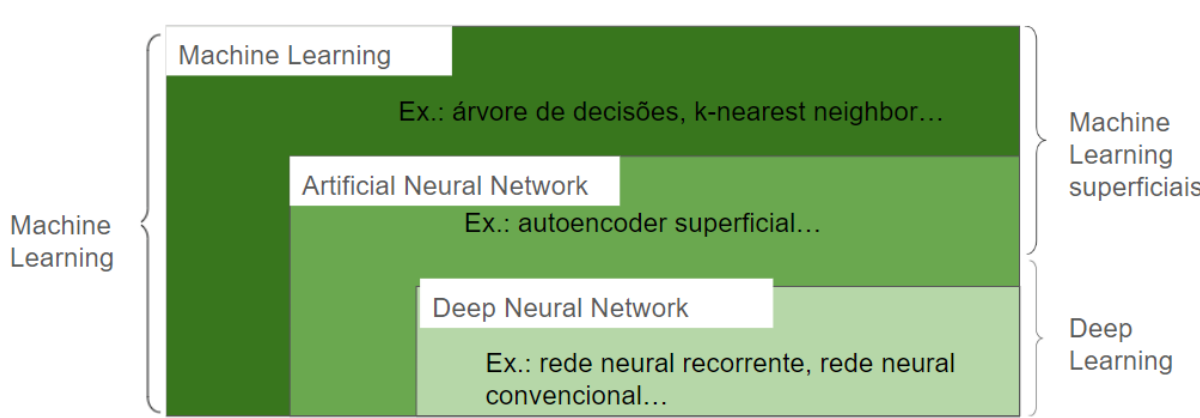 Machine Learning
Ex.: árvore de decisões, k-nearest neighbor…
Machine
Learning
superficiais
Artificial Neural Network
Ex.: autoencoder superficial…
Machine
Learning
Deep Neural Network
Ex.: rede neural recorrente, rede neural
convencional…
Deep
Learning